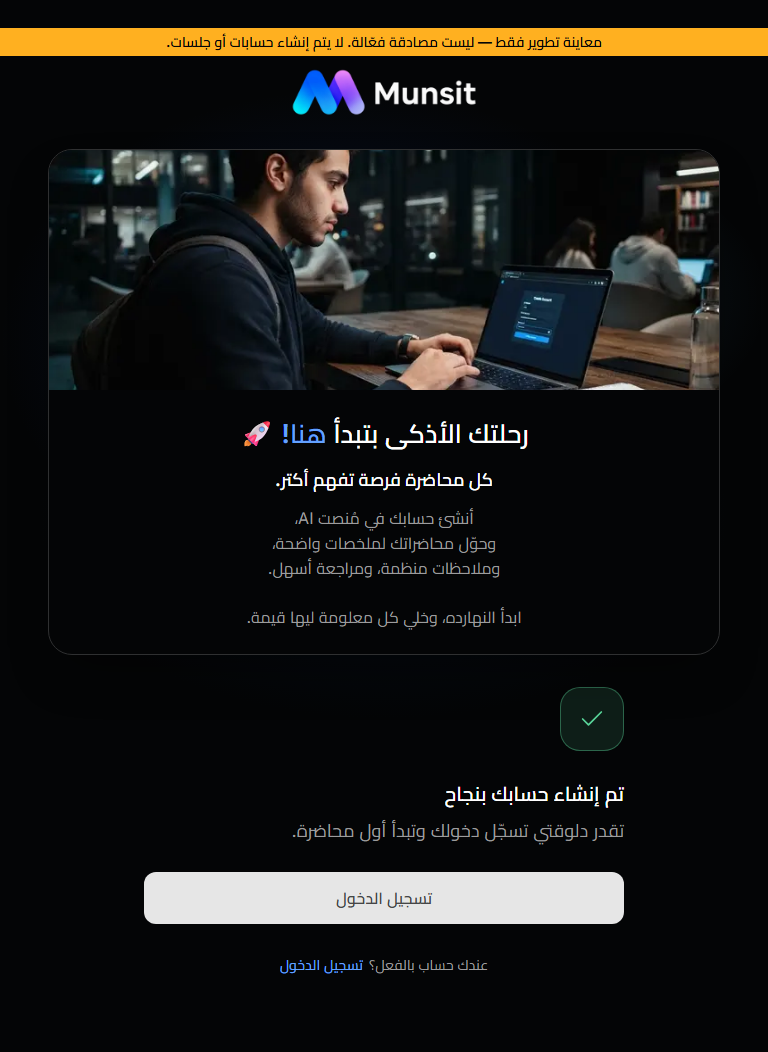 معاينة تطوير فقط — ليست مصادقة فعّالة. لا يتم إنشاء حسابات أو جلسات.
Munsit
رحلتك الأذكى بتبدأ هنا! 🚀
كل محاضرة فرصة تفهم أكتر.
أنشئ حسابك في مُنصت AI،
وحوّل محاضراتك لملخصات واضحة،
وملاحظات منظمة، ومراجعة أسهل.
ابدأ النهارده، وخلي كل معلومة ليها قيمة.
تم إنشاء حسابك بنجاح
تقدر دلوقتي تسجّل دخولك وتبدأ أول محاضرة.
تسجيل الدخول
عندك حساب بالفعل؟ تسجيل الدخول